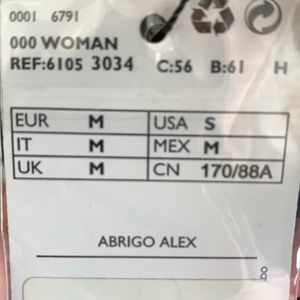 0001 6791
000 WOMAN
REF:6105 3034 C:56 B:61 H
EUR M USA S
IT M MEX M
UK M CN 170/88A
ABRIGO ALEX